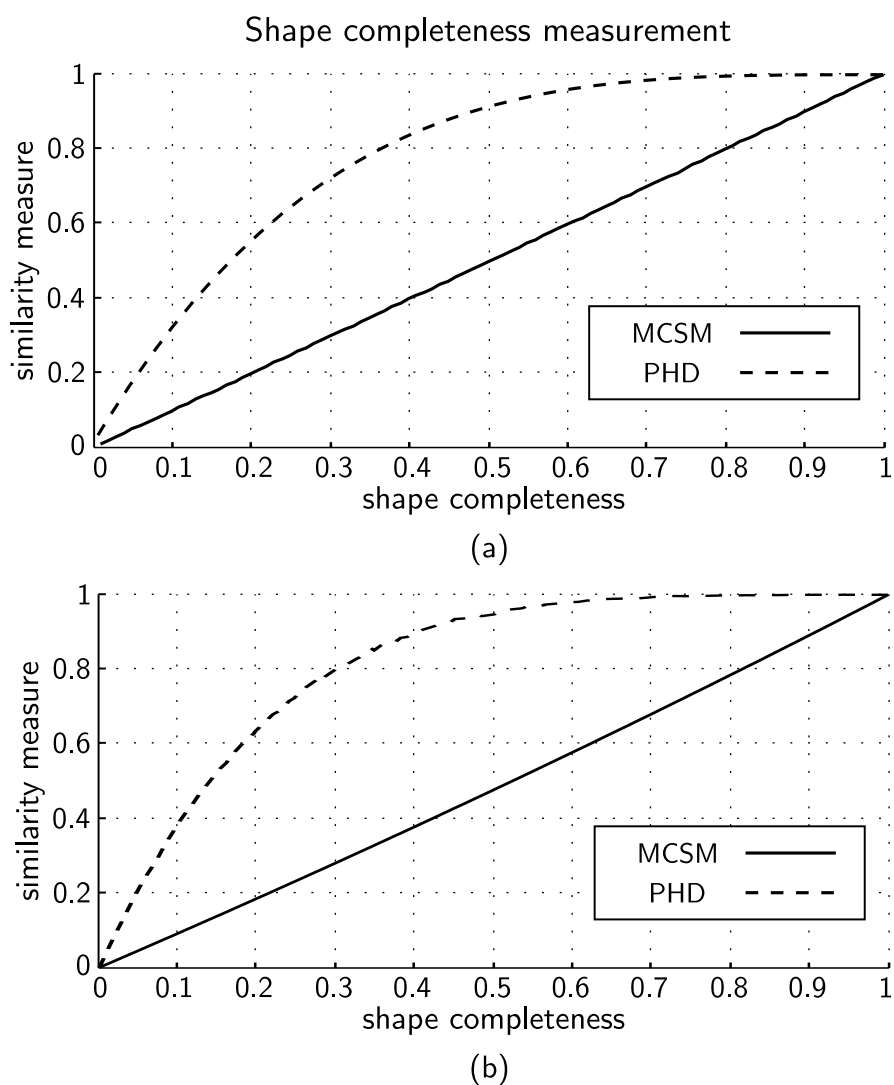 Shape completeness measurement
1
0.8
0.6
0.4
0.2
0
similarity measure
MCSM
PHD
0 0.1 0.2 0.3 0.4 0.5 0.6 0.7 0.8 0.9 1
shape completeness
(a)
1
0.8
0.6
0.4
0.2
0
similarity measure
MCSM
PHD
0 0.1 0.2 0.3 0.4 0.5 0.6 0.7 0.8 0.9 1
shape completeness
(b)